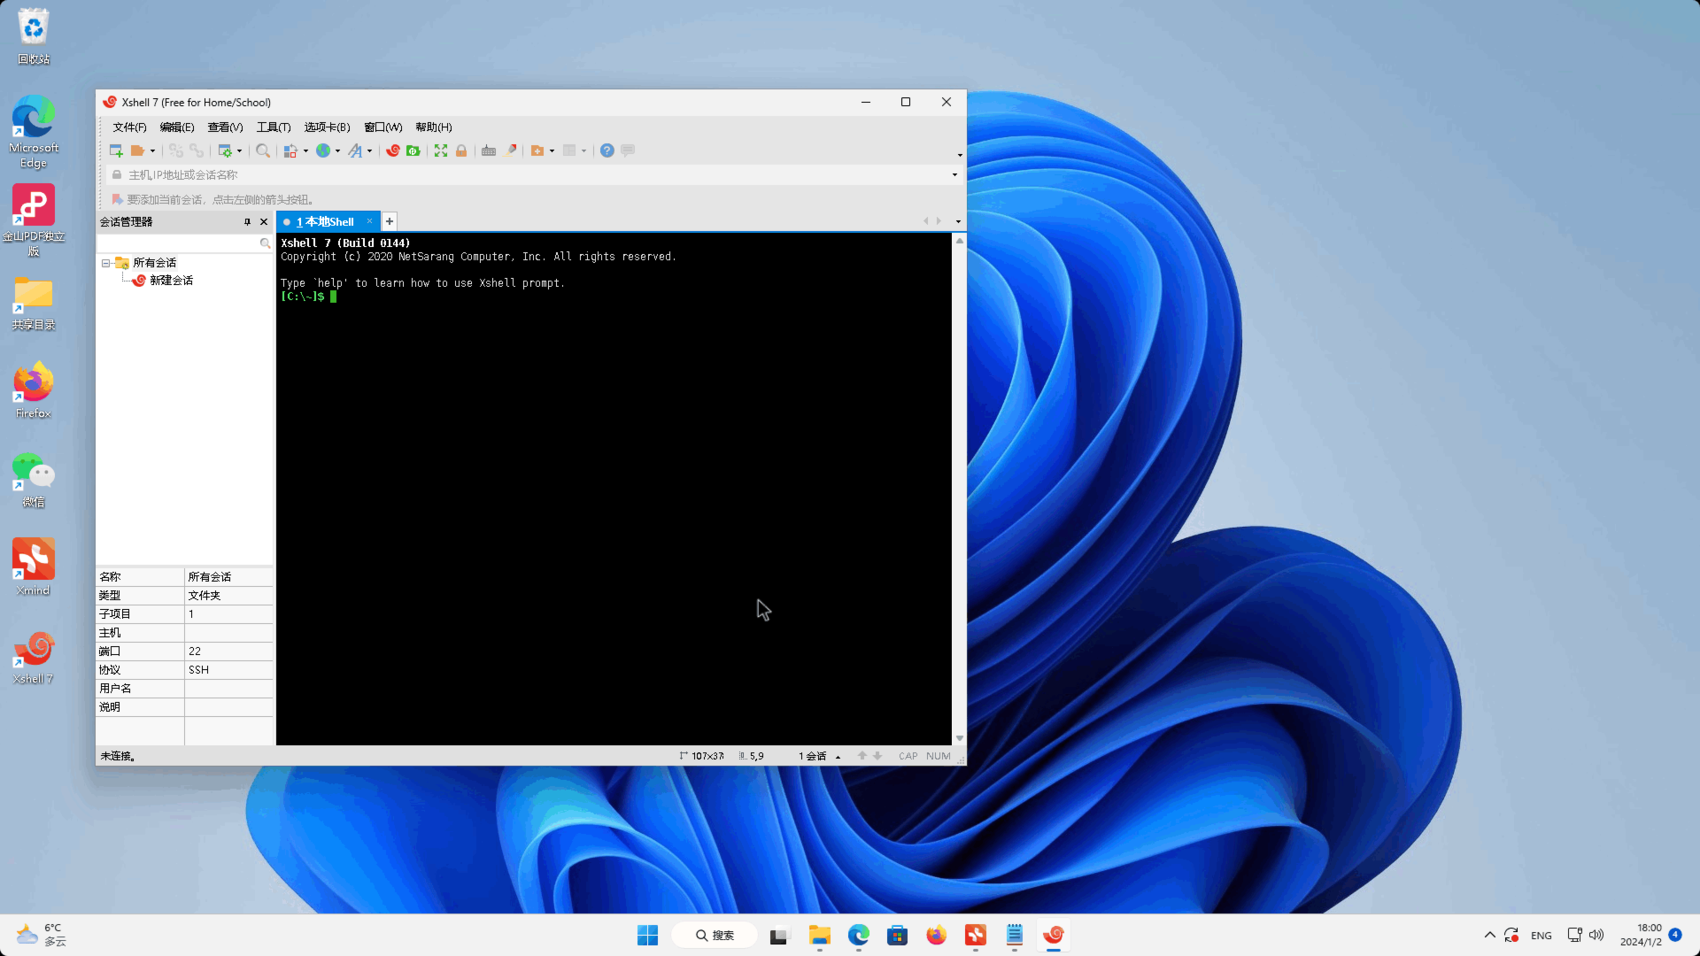 回收站
Microsoft
Edge
金山PDF独立
版
共享目录
Firefox
微信
Xmind
Xshell 7
Xshell 7 (Free for Home/School)
文件(F) 编辑(E) 查看(V) 工具(T) 选项卡(B) 窗口(W) 帮助(H)
主机,IP地址或会话名称
要添加当前会话，点击左侧的箭头按钮。
会话管理器
1 本地Shell
所有会话
新建会话
Xshell 7 (Build 0144)
Copyright (c) 2020 NetSarang Computer, Inc. All rights reserved.
Type `help' to learn how to use Xshell prompt.
[C:\~]$
名称 所有会话
类型 文件夹
子项目 1
主机
端口 22
协议 SSH
用户名
说明
未连接。 107x37 5,9 1 会话 CAP NUM
6°C
多云
搜索
ENG
18:00
2024/1/2
4